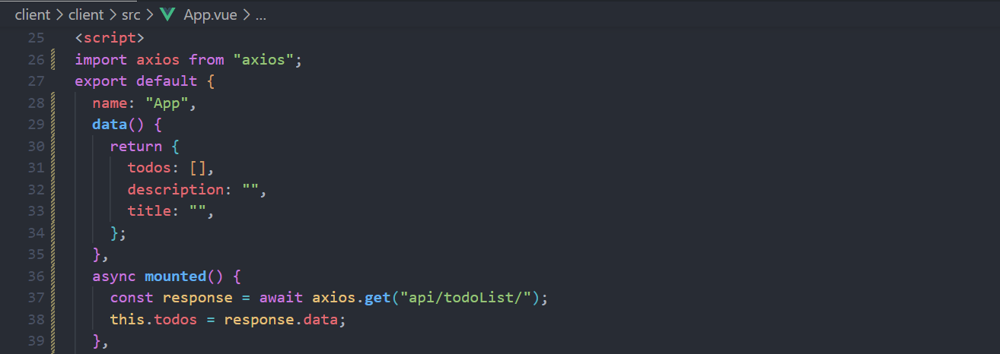 client > client > src > App.vue > ...
25 <script>
26 import axios from "axios";
27 export default {
28 name: "App",
29 data() {
30 return {
31 todos: [],
32 description: "",
33 title: "",
34 };
35 },
36 async mounted() {
37 const response = await axios.get("api/todoList/");
38 this.todos = response.data;
39 },